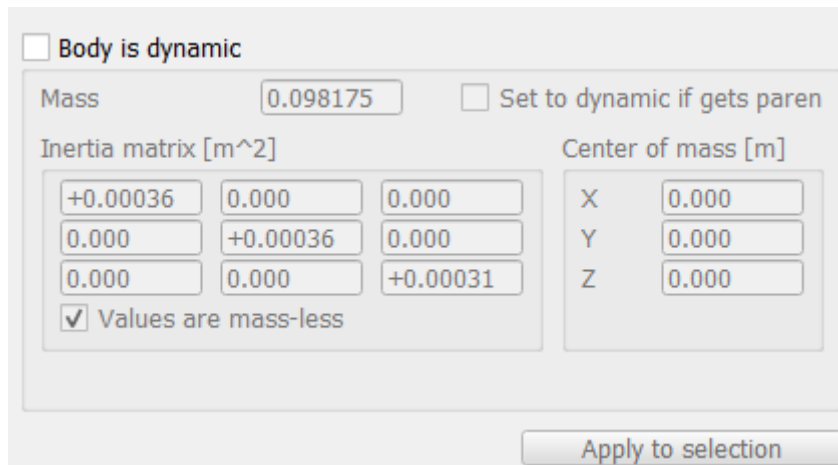 Body is dynamic
Mass 0.098175 Set to dynamic if gets paren
Inertia matrix [m^2] Center of mass [m]
+0.00036 0.000 0.000 X 0.000
0.000 +0.00036 0.000 Y 0.000
0.000 0.000 +0.00031 Z 0.000
Values are mass-less
Apply to selection